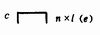 c n × l (e)